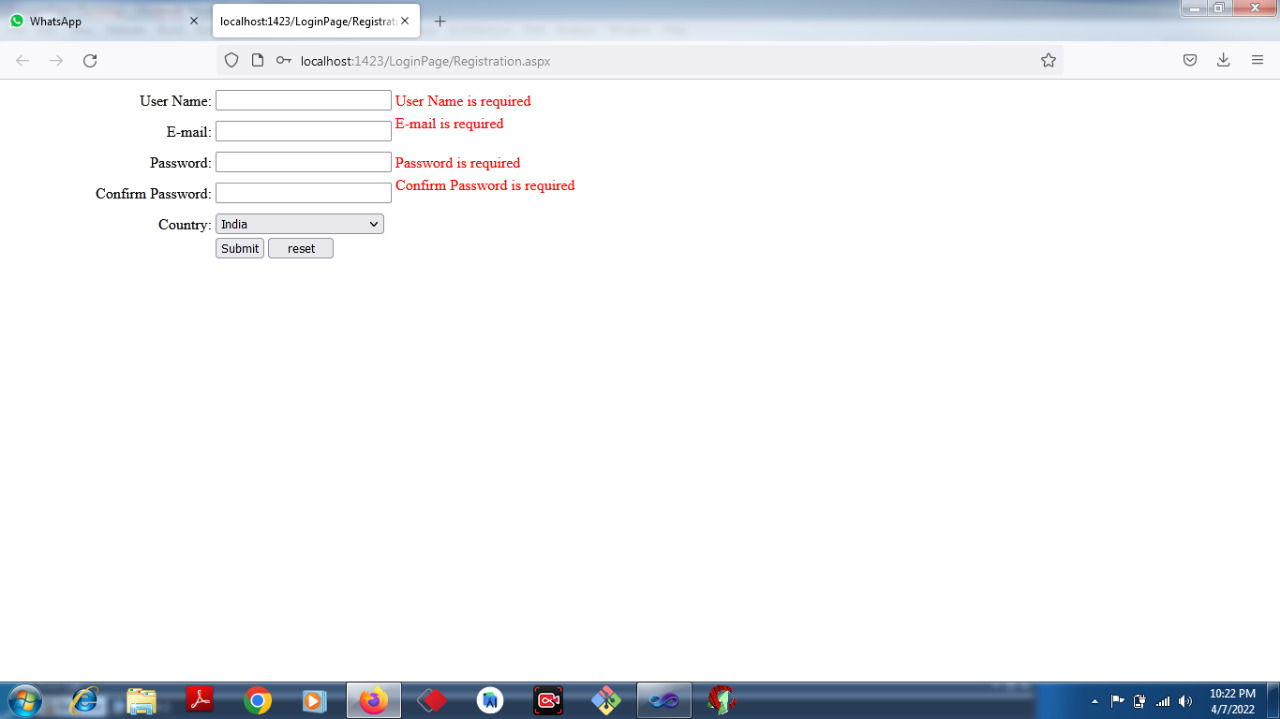 WhatsApp
localhost:1423/LoginPage/Registrati
localhost:1423/LoginPage/Registration.aspx
User Name: User Name is required
E-mail: E-mail is required
Password: Password is required
Confirm Password: Confirm Password is required
Country: India
Submit reset
10:22 PM
4/7/2022